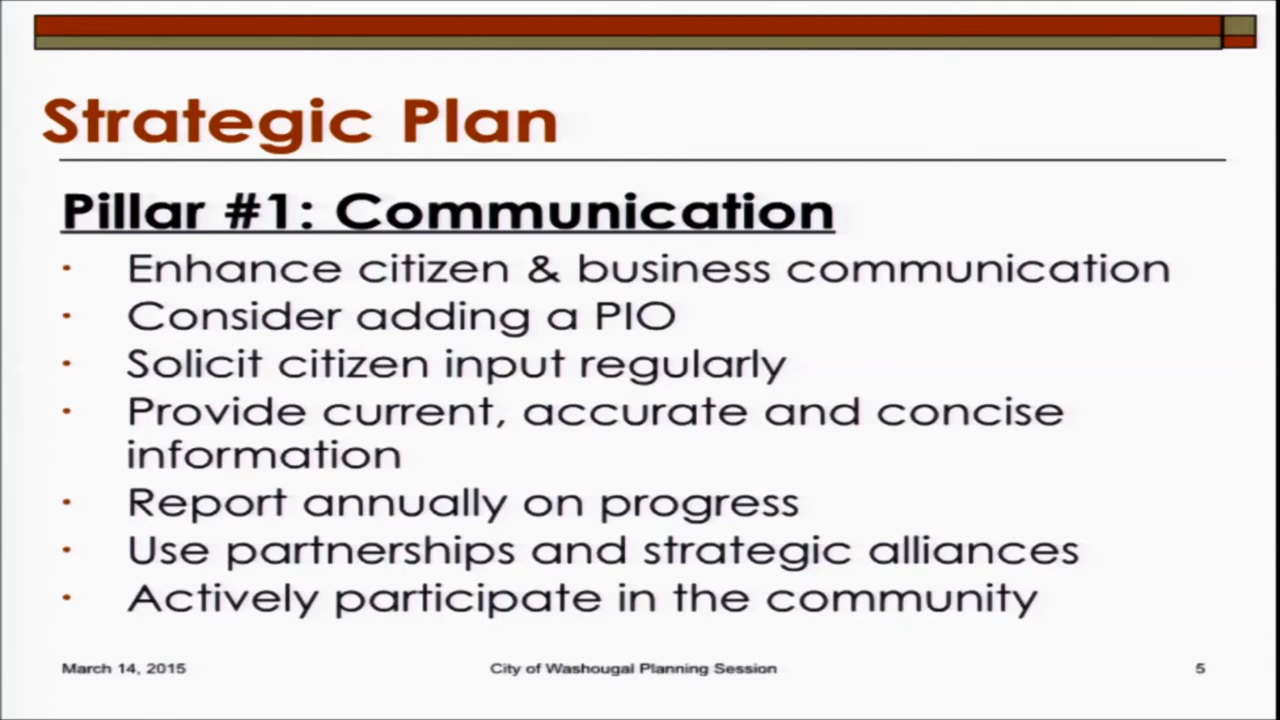 Strategic Plan
Pillar #1: Communication
· Enhance citizen & business communication
· Consider adding a PIO
· Solicit citizen input regularly
· Provide current, accurate and concise
information
· Report annually on progress
· Use partnerships and strategic alliances
· Actively participate in the community
March 14, 2015 City of Washougal Planning Session 5